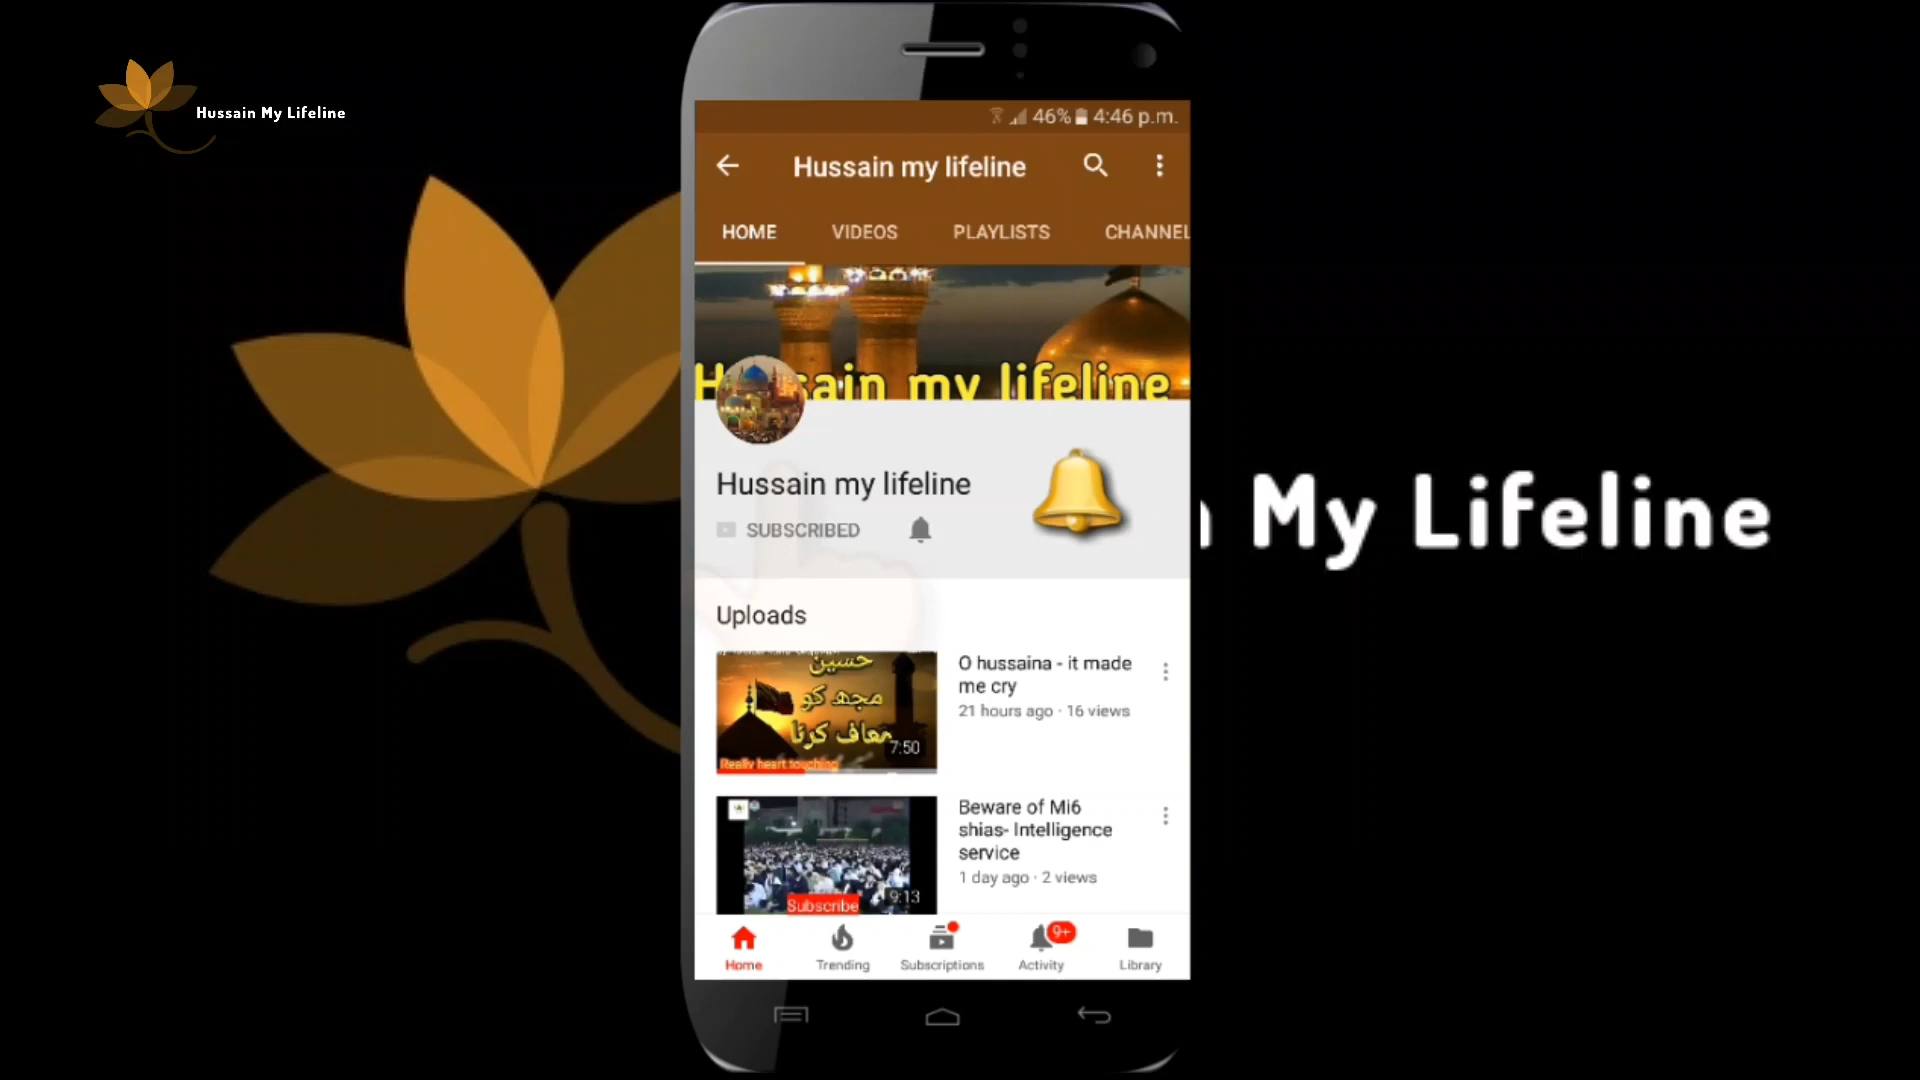 Hussain My Lifeline
46% 4:46 p.m.
Hussain my lifeline
HOME VIDEOS PLAYLISTS CHANNEL
sain my lifeline
Hussain my lifeline
SUBSCRIBED
My Lifeline
Uploads
حسین
مجھ کو
معاف کرنا
7:50
Really heart touching
O hussaina - it made
me cry
21 hours ago · 16 views
Subscribe
9:13
Beware of Mi6
shias- Intelligence
service
1 day ago · 2 views
9+
Home Trending Subscriptions Activity Library